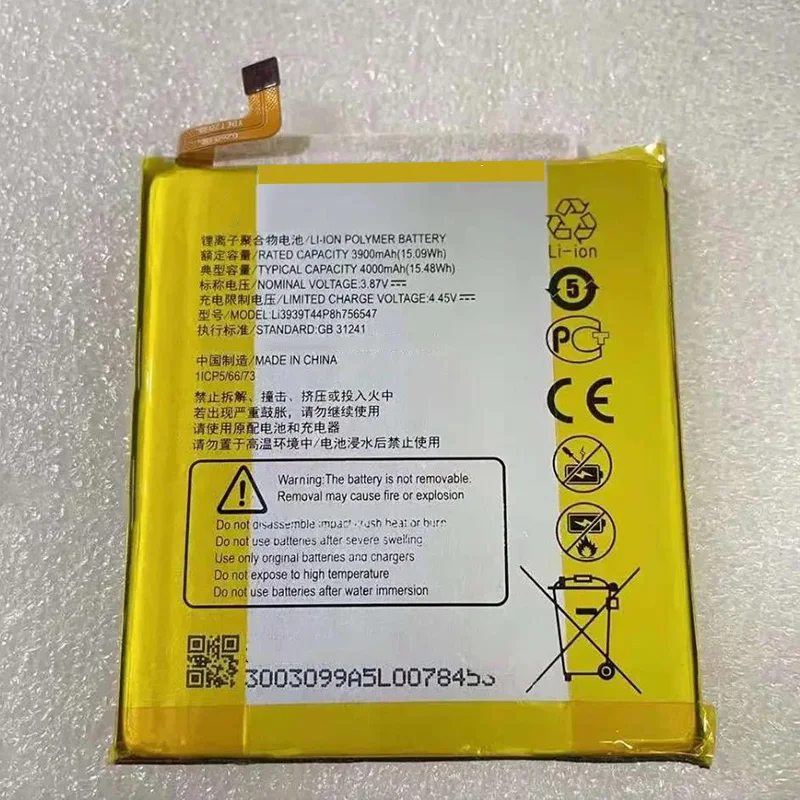 锂离子聚合物电池/LI-ION POLYMER BATTERY
额定容量/RATED CAPACITY 3900mAh(15.09Wh)
典型容量/TYPICAL CAPACITY 4000mAh(15.48Wh)
标称电压/NOMINAL VOLTAGE:3.87V
充电限制电压/LIMITED CHARGE VOLTAGE:4.45V
型号/MODEL:Li3939T44P8h756547
执行标准/STANDARD:GB 31241
中国制造/MADE IN CHINA
1ICP5/66/73
禁止拆解、撞击、挤压或投入火中
若出现严重鼓胀,请勿继续使用
请使用原配电池和充电器
请勿置于高温环境中/电池浸水后禁止使用
Li-ion
5
PCT
CE
Warning:The battery is not removable.
Removal may cause fire or explosion
Do not disassemble impact crush heat or burn
Do not use batteries after severe swelling
Use only original batteries and chargers
Do not expose to high temperature
Do not use batteries after water immersion
3003099A5L0078453